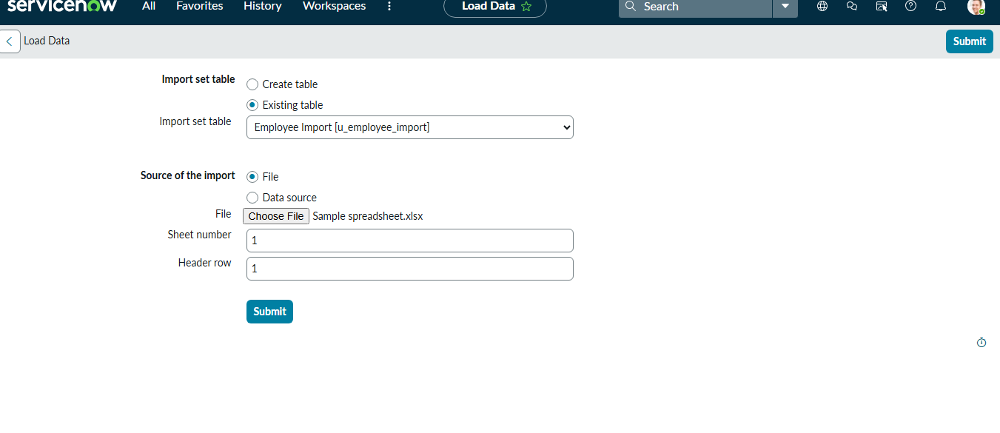 servicenow All Favorites History Workspaces Load Data Search
Load Data Submit
Import set table Create table
Existing table
Import set table Employee Import [u_employee_import]
Source of the import File
Data source
File Choose File Sample spreadsheet.xlsx
Sheet number 1
Header row 1
Submit